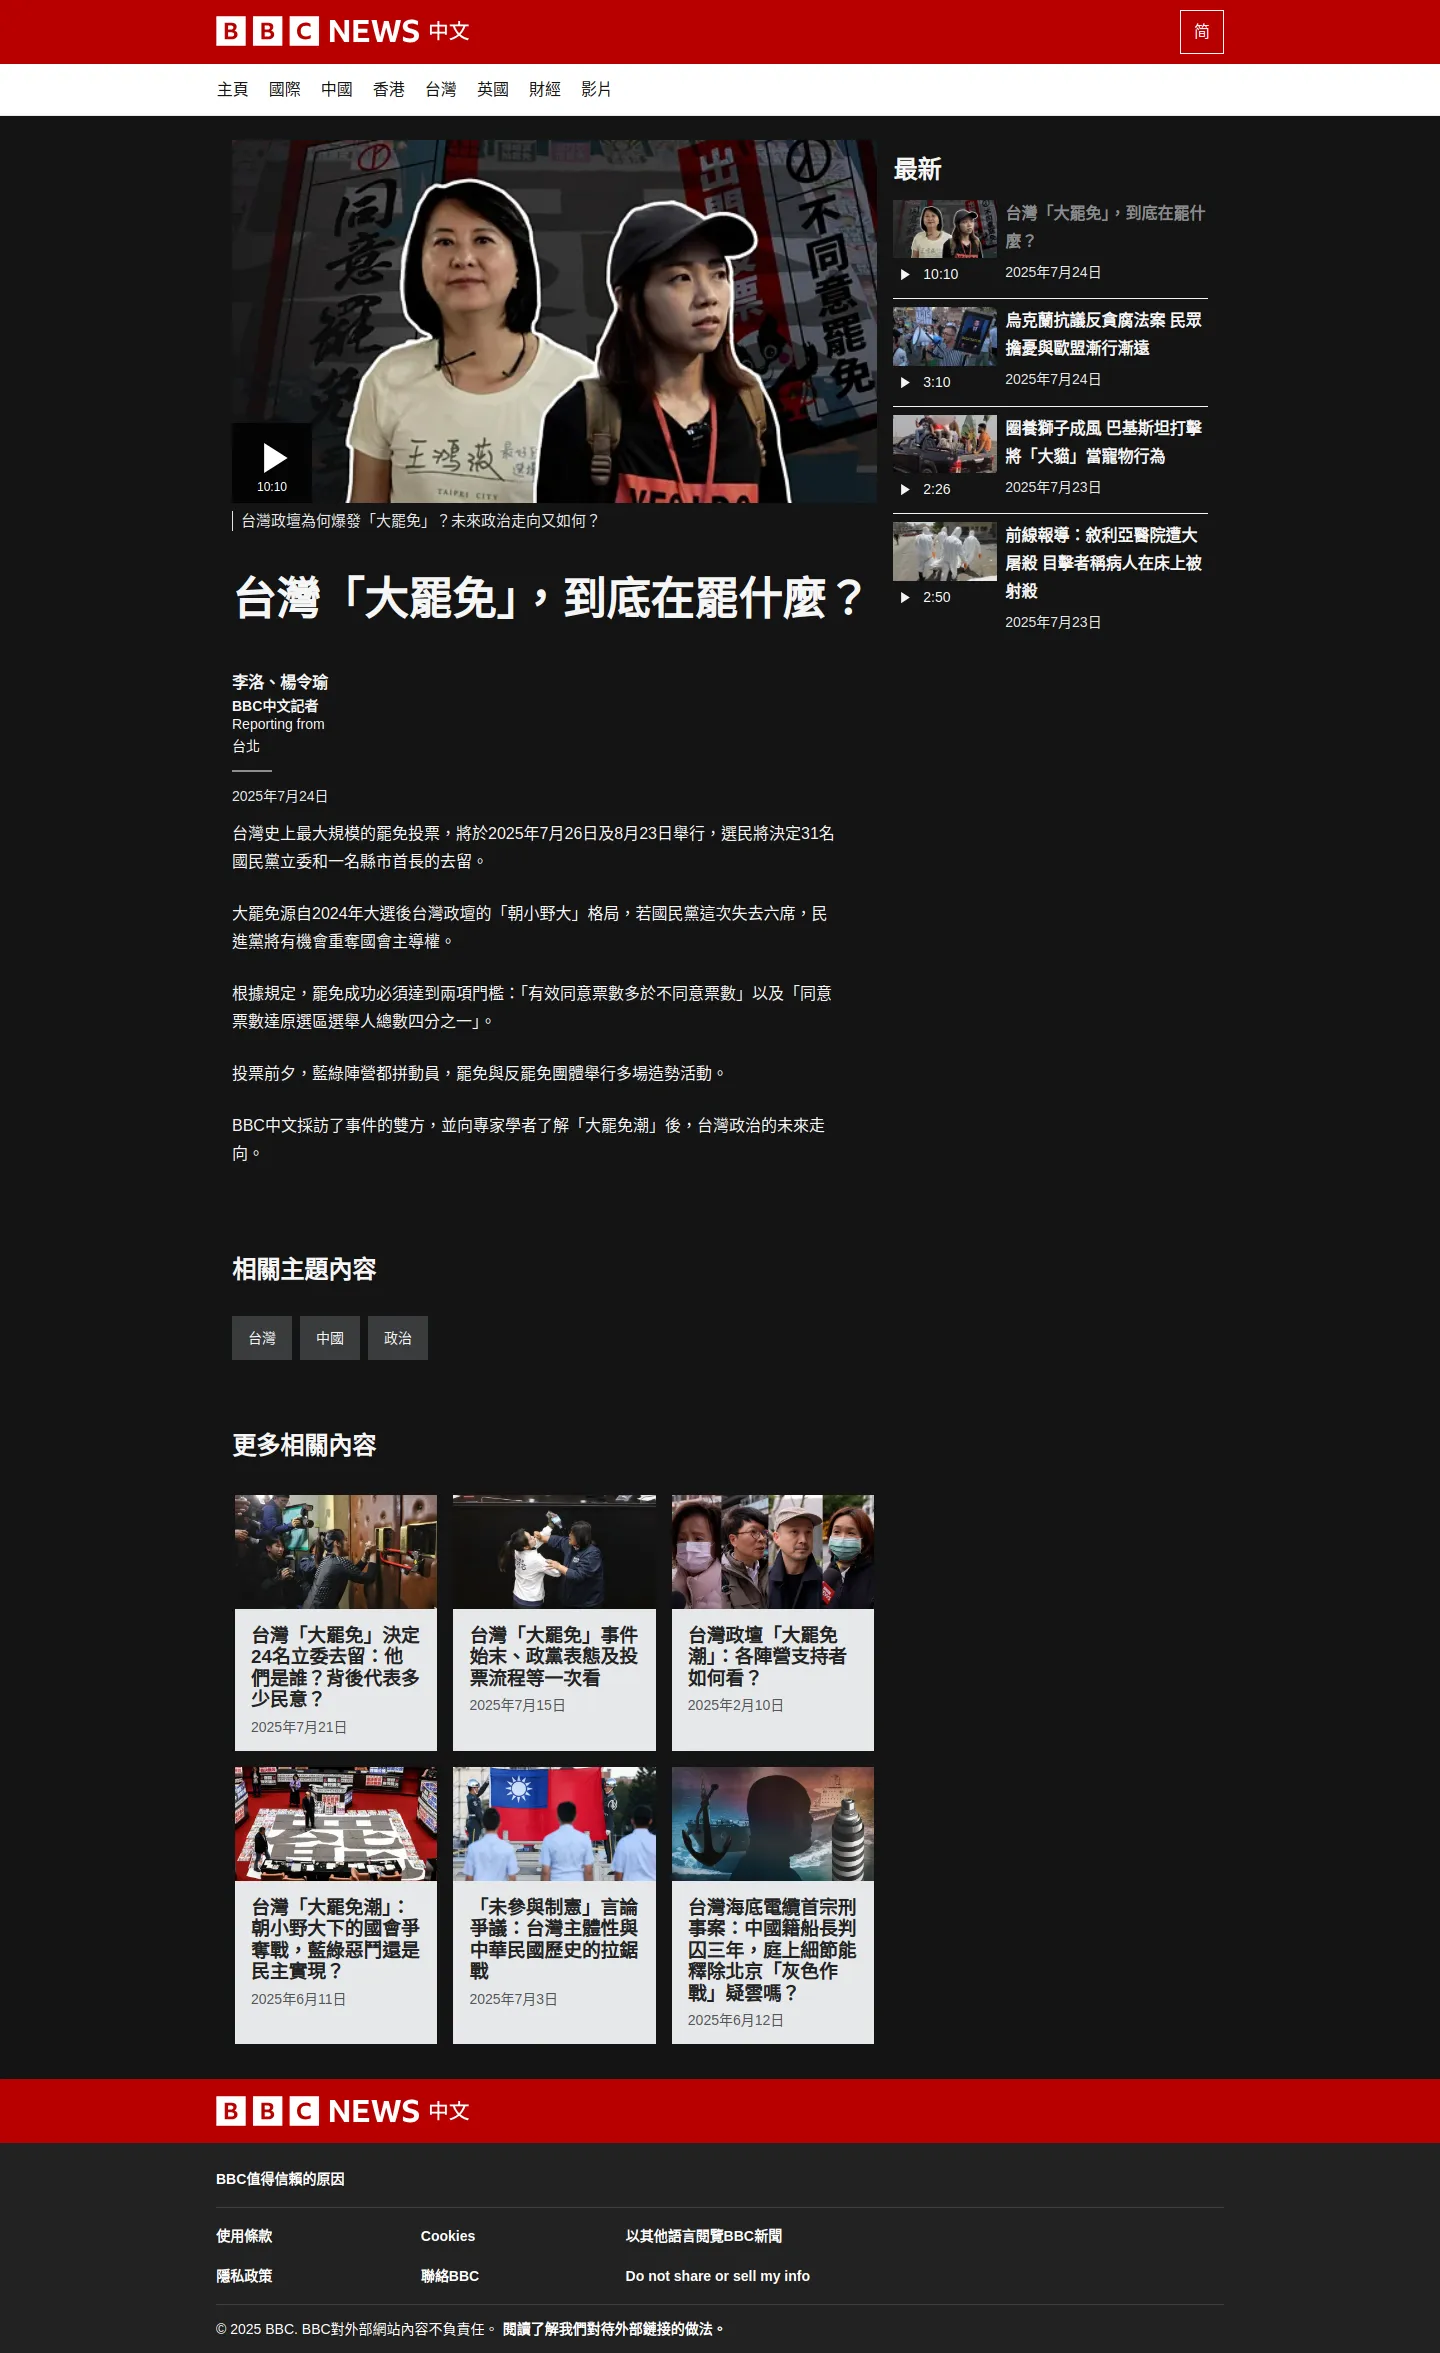 BBC NEWS 中文
简
主頁 國際 中國 香港 台灣 英國 財經 影片
同意罷免
出門投票
不同意罷免
王鴻薇
TAIPEI CITY
10:10
台灣政壇為何爆發「大罷免」？未來政治走向又如何？
台灣「大罷免」，到底在罷什麼？
李洛、楊令瑜
BBC中文記者
Reporting from
台北
2025年7月24日
台灣史上最大規模的罷免投票，將於2025年7月26日及8月23日舉行，選民將決定31名
國民黨立委和一名縣市首長的去留。
大罷免源自2024年大選後台灣政壇的「朝小野大」格局，若國民黨這次失去六席，民
進黨將有機會重奪國會主導權。
根據規定，罷免成功必須達到兩項門檻：「有效同意票數多於不同意票數」以及「同意
票數達原選區選舉人總數四分之一」。
投票前夕，藍綠陣營都拼動員，罷免與反罷免團體舉行多場造勢活動。
BBC中文採訪了事件的雙方，並向專家學者了解「大罷免潮」後，台灣政治的未來走
向。
最新
台灣「大罷免」，到底在罷什
麼？
10:10
2025年7月24日
烏克蘭抗議反貪腐法案 民眾
擔憂與歐盟漸行漸遠
3:10
2025年7月24日
圈養獅子成風 巴基斯坦打擊
將「大貓」當寵物行為
2:26
2025年7月23日
前線報導：敘利亞醫院遭大
屠殺 目擊者稱病人在床上被
射殺
2:50
2025年7月23日
相關主題內容
台灣 中國 政治
更多相關內容
台灣「大罷免」決定
24名立委去留：他
們是誰？背後代表多
少民意？
2025年7月21日
台灣「大罷免」事件
始末、政黨表態及投
票流程等一次看
2025年7月15日
台灣政壇「大罷免
潮」：各陣營支持者
如何看？
2025年2月10日
台灣「大罷免潮」：
朝小野大下的國會爭
奪戰，藍綠惡鬥還是
民主實現？
2025年6月11日
「未參與制憲」言論
爭議：台灣主體性與
中華民國歷史的拉鋸
戰
2025年7月3日
台灣海底電纜首宗刑
事案：中國籍船長判
囚三年，庭上細節能
釋除北京「灰色作
戰」疑雲嗎？
2025年6月12日
BBC NEWS 中文
BBC值得信賴的原因
使用條款 Cookies 以其他語言閱覽BBC新聞
隱私政策 聯絡BBC Do not share or sell my info
© 2025 BBC. BBC對外部網站內容不負責任。 閱讀了解我們對待外部鏈接的做法。